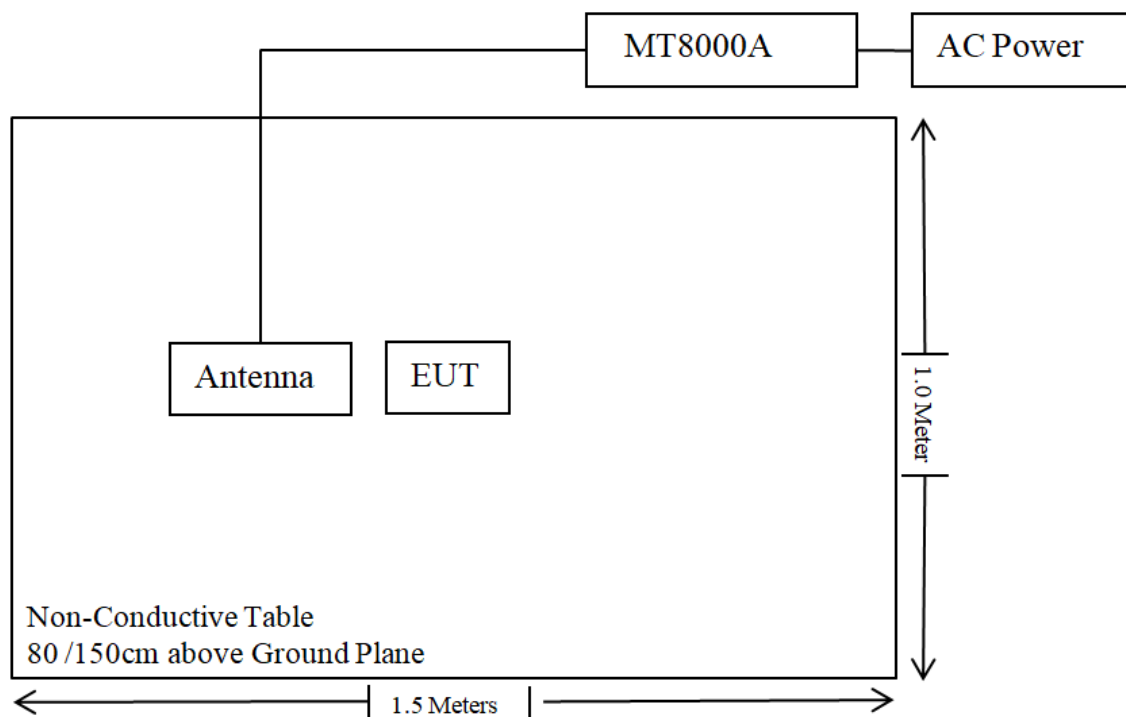 MT8000A
AC Power
Antenna
EUT
1.0 Meter
Non-Conductive Table
80 /150cm above Ground Plane
1.5 Meters